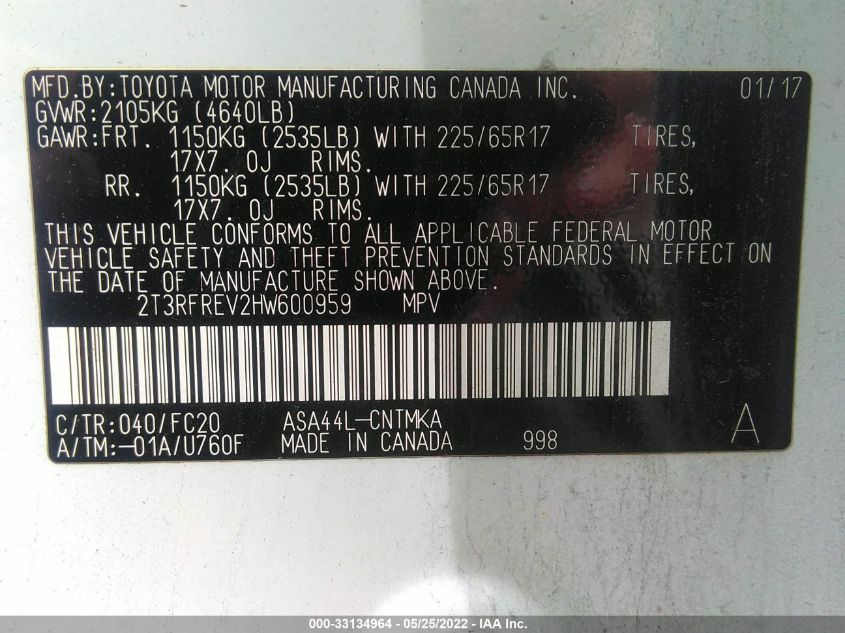 MFD.BY:TOYOTA MOTOR MANUFACTURING CANADA INC. 01/17
GVWR:2105KG (4640LB)
GAWR:FRT. 1150KG (2535LB) WITH 225/65R17 TIRES,
17X7. 0J RIMS.
RR. 1150KG (2535LB) WITH 225/65R17 TIRES,
17X7. 0J RIMS.
THIS VEHICLE CONFORMS TO ALL APPLICABLE FEDERAL MOTOR
VEHICLE SAFETY AND THEFT PREVENTION STANDARDS IN EFFECT ON
THE DATE OF MANUFACTURE SHOWN ABOVE.
2T3RFREV2HW600959 MPV
C/TR:040/FC20 ASA44L-CNTMKA
A/TM:-01A/U760F MADE IN CANADA 998 A
000-33134964 - 05/25/2022 - IAA Inc.